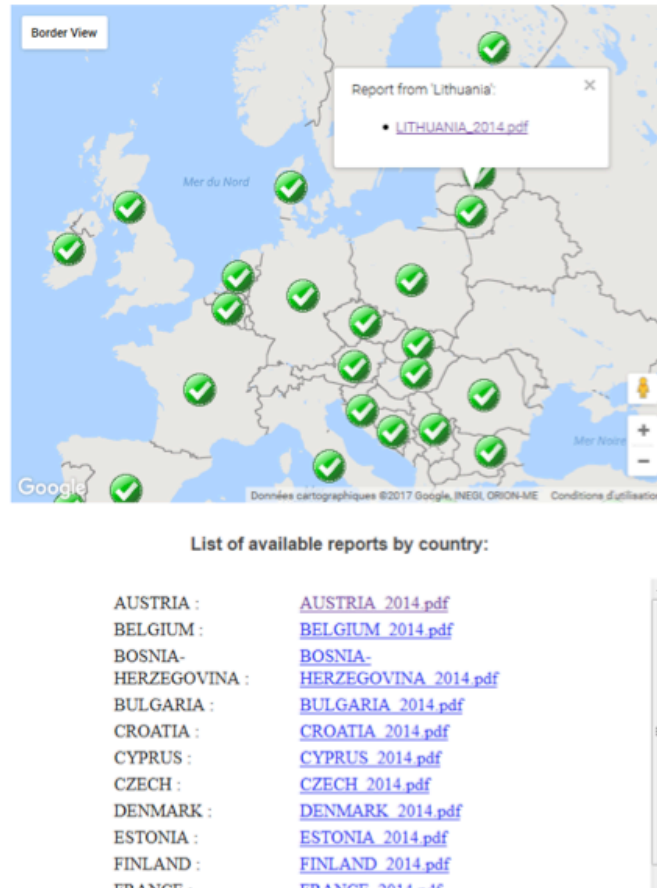 Border View
Report from 'Lithuania':
• LITHUANIA_2014.pdf
Mer du Nord
Mer Noire
Google
Données cartographiques ©2017 Google, INEGI, ORION-ME Conditions d'utilisation
List of available reports by country:
AUSTRIA : AUSTRIA_2014.pdf
BELGIUM : BELGIUM_2014.pdf
BOSNIA- BOSNIA-
HERZEGOVINA : HERZEGOVINA_2014.pdf
BULGARIA : BULGARIA_2014.pdf
CROATIA : CROATIA_2014.pdf
CYPRUS : CYPRUS_2014.pdf
CZECH : CZECH_2014.pdf
DENMARK : DENMARK_2014.pdf
ESTONIA : ESTONIA_2014.pdf
FINLAND : FINLAND_2014.pdf
FRANCE : FRANCE_2014.pdf